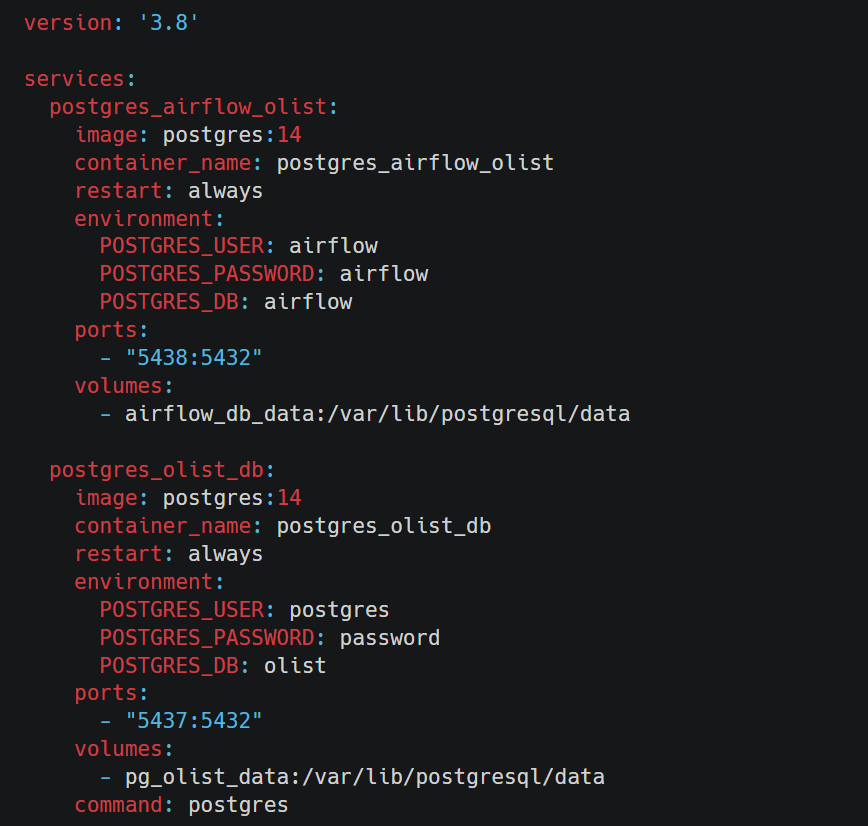 version: '3.8'

services:
  postgres_airflow_olist:
    image: postgres:14
    container_name: postgres_airflow_olist
    restart: always
    environment:
      POSTGRES_USER: airflow
      POSTGRES_PASSWORD: airflow
      POSTGRES_DB: airflow
    ports:
      - "5438:5432"
    volumes:
      - airflow_db_data:/var/lib/postgresql/data

  postgres_olist_db:
    image: postgres:14
    container_name: postgres_olist_db
    restart: always
    environment:
      POSTGRES_USER: postgres
      POSTGRES_PASSWORD: password
      POSTGRES_DB: olist
    ports:
      - "5437:5432"
    volumes:
      - pg_olist_data:/var/lib/postgresql/data
    command: postgres